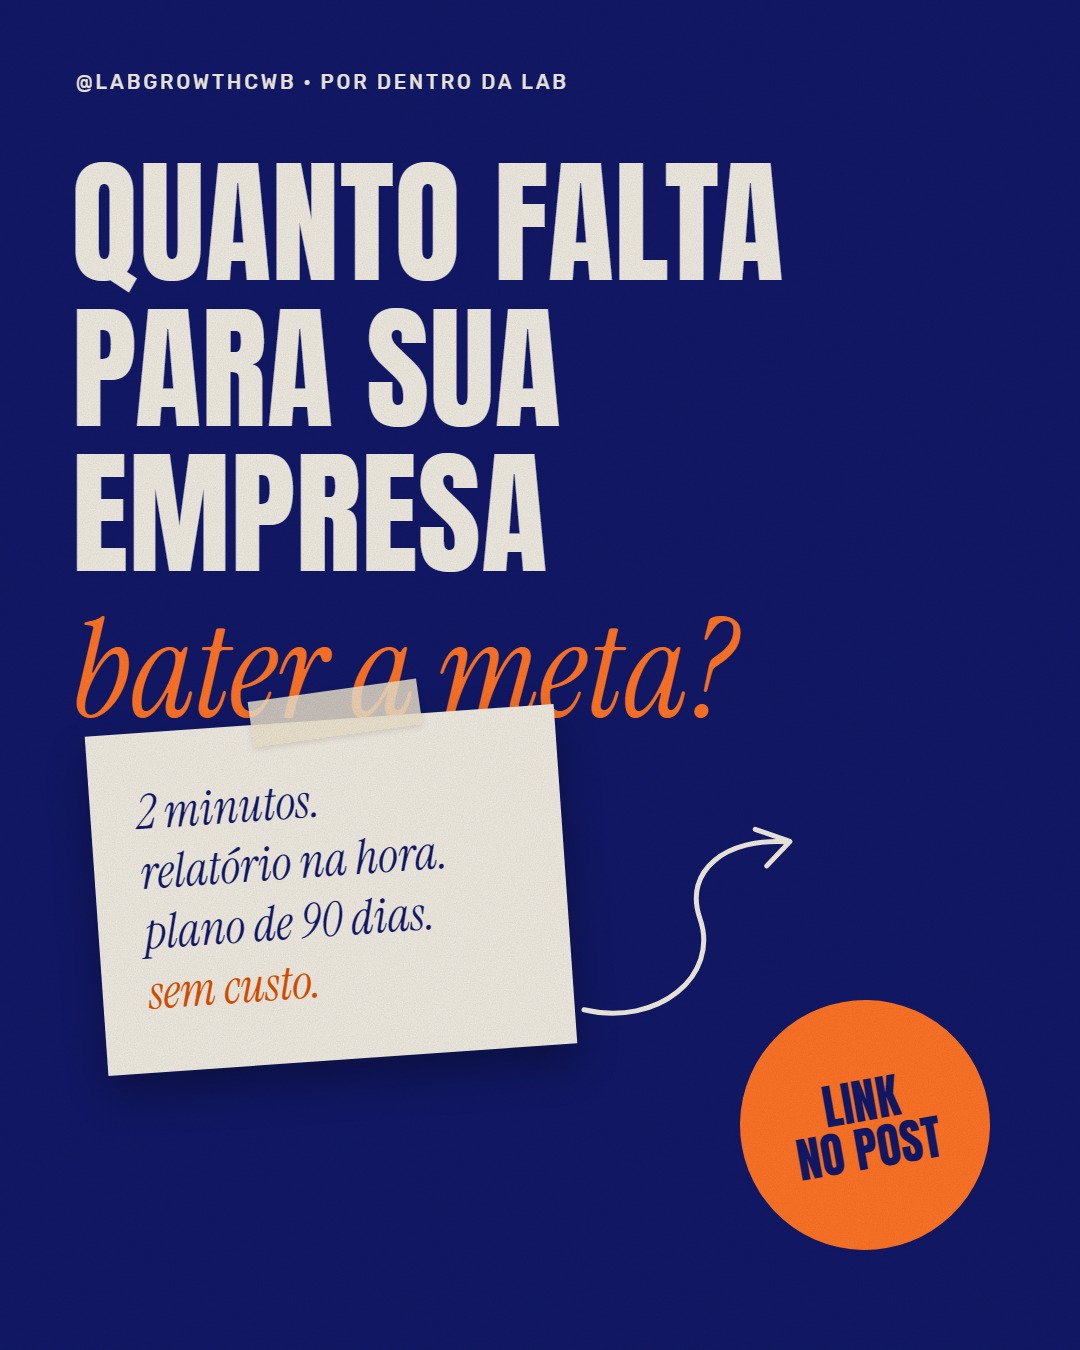 @LABGROWTHCWB • POR DENTRO DA LAB
QUANTO FALTA
PARA SUA
EMPRESA
bater a meta?
2 minutos.
relatório na hora.
plano de 90 dias.
sem custo.
LINK
NO POST